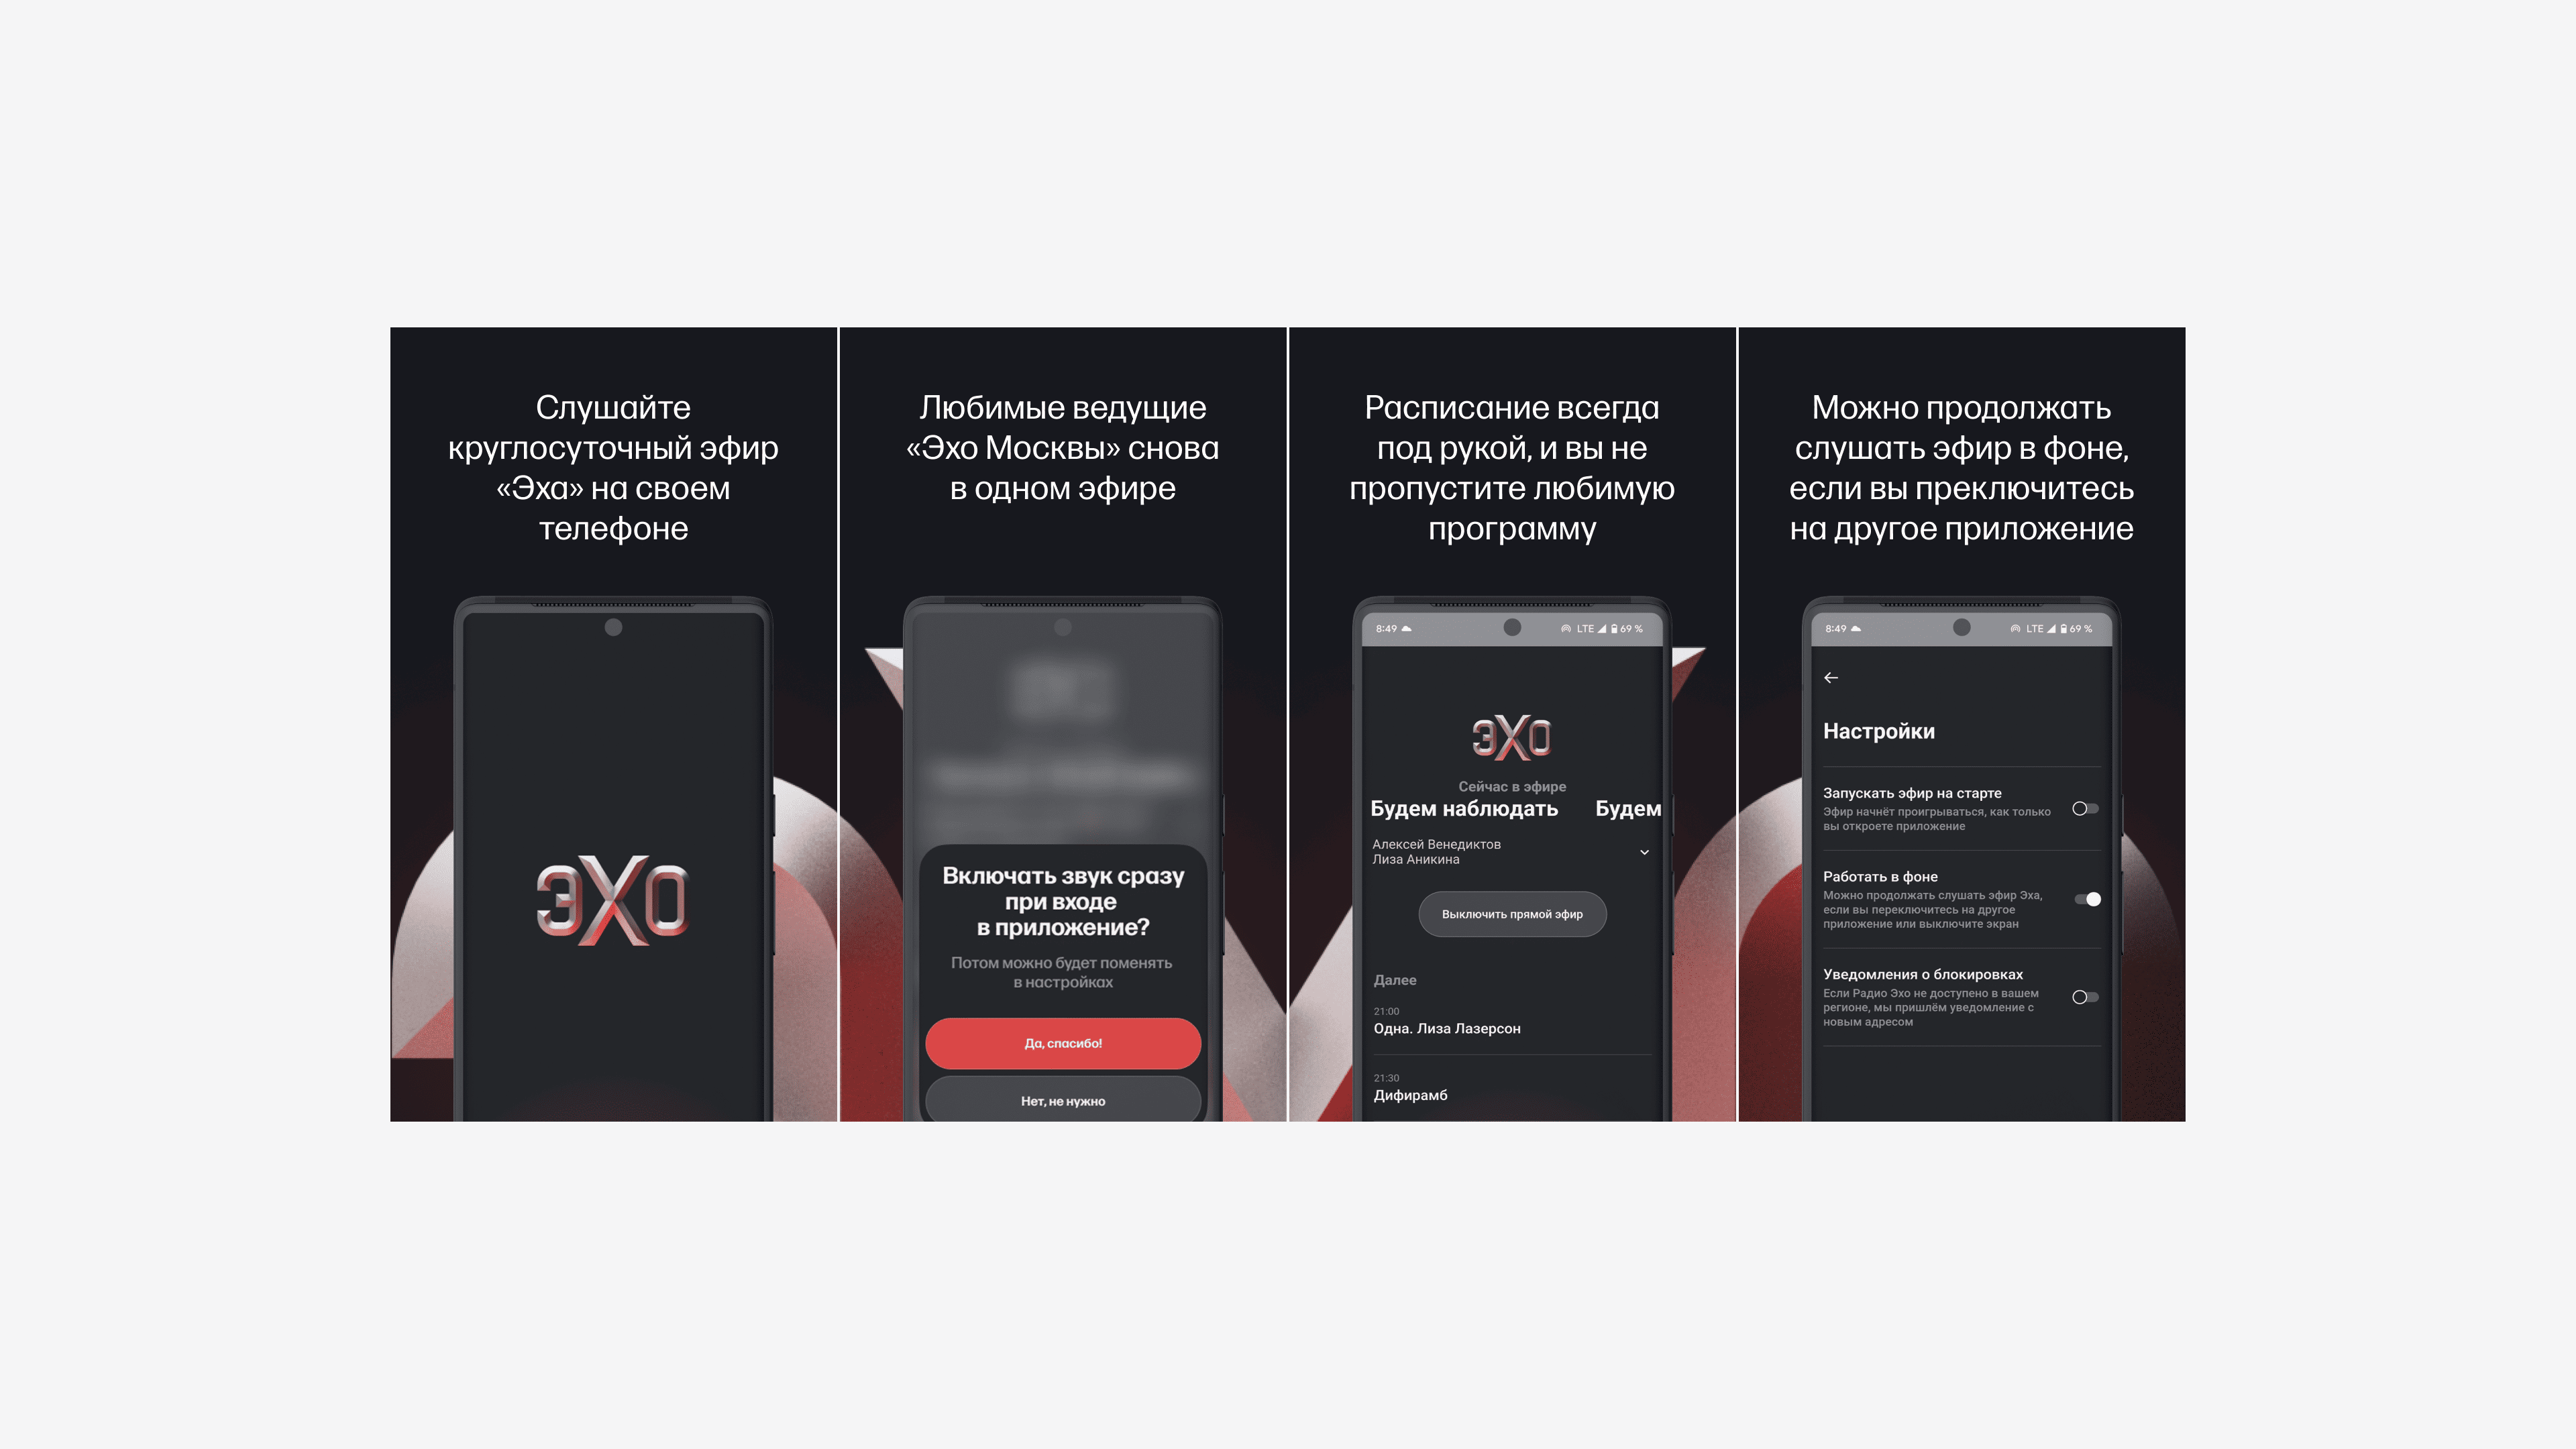 Слушайте
круглосуточный эфир
«Эха» на своем
телефоне
ЭХО
Любимые ведущие
«Эхо Москвы» снова
в одном эфире
Включать звук сразу
при входе
в приложение?
Потом можно будет поменять
в настройках
Да, спасибо!
Нет, не нужно
Расписание всегда
под рукой, и вы не
пропустите любимую
программу
8:49 LTE 69 %
ЭХО
Сейчас в эфире
Будем наблюдать Будем
Алексей Венедиктов
Лиза Аникина
Выключить прямой эфир
Далее
21:00
Одна. Лиза Лазерсон
21:30
Дифирамб
Можно продолжать
слушать эфир в фоне,
если вы преключитесь
на другое приложение
8:49 LTE 69 %
Настройки
Запускать эфир на старте
Эфир начнёт проигрываться, как только
вы откроете приложение
Работать в фоне
Можно продолжать слушать эфир Эха,
если вы переключитесь на другое
приложение или выключите экран
Уведомления о блокировках
Если Радио Эхо не доступено в вашем
регионе, мы пришлём уведомление с
новым адресом